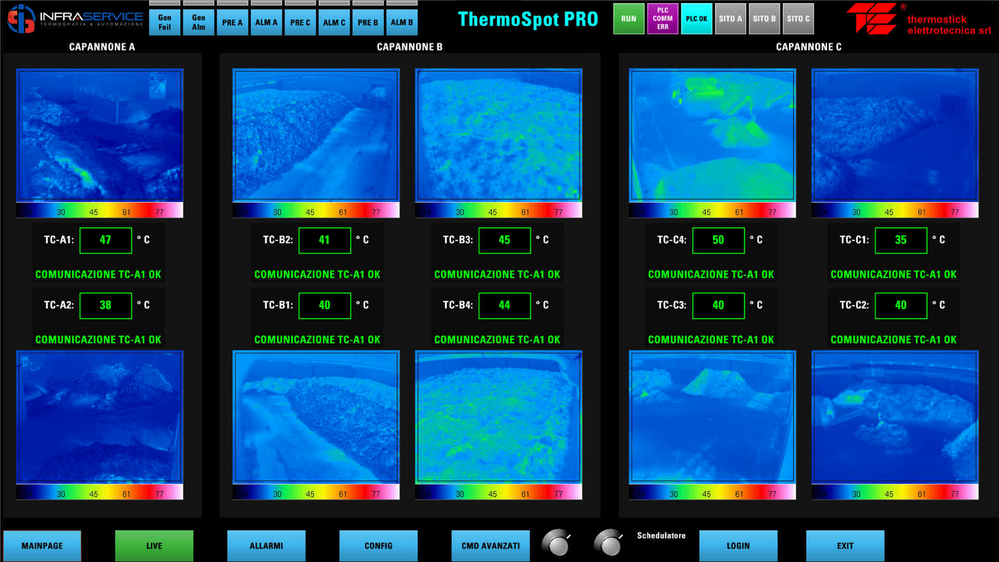 INFRASERVICE
TERMOGRAFIA & AUTOMAZIONE
Gen
Fail
Gen
Alm
PRE A
ALM A
PRE C
ALM C
PRE B
ALM B
ThermoSpot PRO
RUN
PLC
COMM
ERR
PLC OK
SITO A
SITO B
SITO C
®
thermostick
elettrotecnica srl
CAPANNONE A
CAPANNONE B
CAPANNONE C
30 45 61 77
30 45 61 77
30 45 61 77
30 45 61 77
30 45 61 77
TC-A1: 47 ° C
TC-B2: 41 ° C
TC-B3: 45 ° C
TC-C4: 50 ° C
TC-C1: 35 ° C
COMUNICAZIONE TC-A1 OK
COMUNICAZIONE TC-A1 OK
COMUNICAZIONE TC-A1 OK
COMUNICAZIONE TC-A1 OK
COMUNICAZIONE TC-A1 OK
TC-A2: 38 ° C
TC-B1: 40 ° C
TC-B4: 44 ° C
TC-C3: 40 ° C
TC-C2: 40 ° C
COMUNICAZIONE TC-A1 OK
COMUNICAZIONE TC-A1 OK
COMUNICAZIONE TC-A1 OK
COMUNICAZIONE TC-A1 OK
COMUNICAZIONE TC-A1 OK
30 45 61 77
30 45 61 77
30 45 61 77
30 45 61 77
30 45 61 77
MAINPAGE
LIVE
ALLARMI
CONFIG
CMD AVANZATI
Schedulatore
LOGIN
EXIT